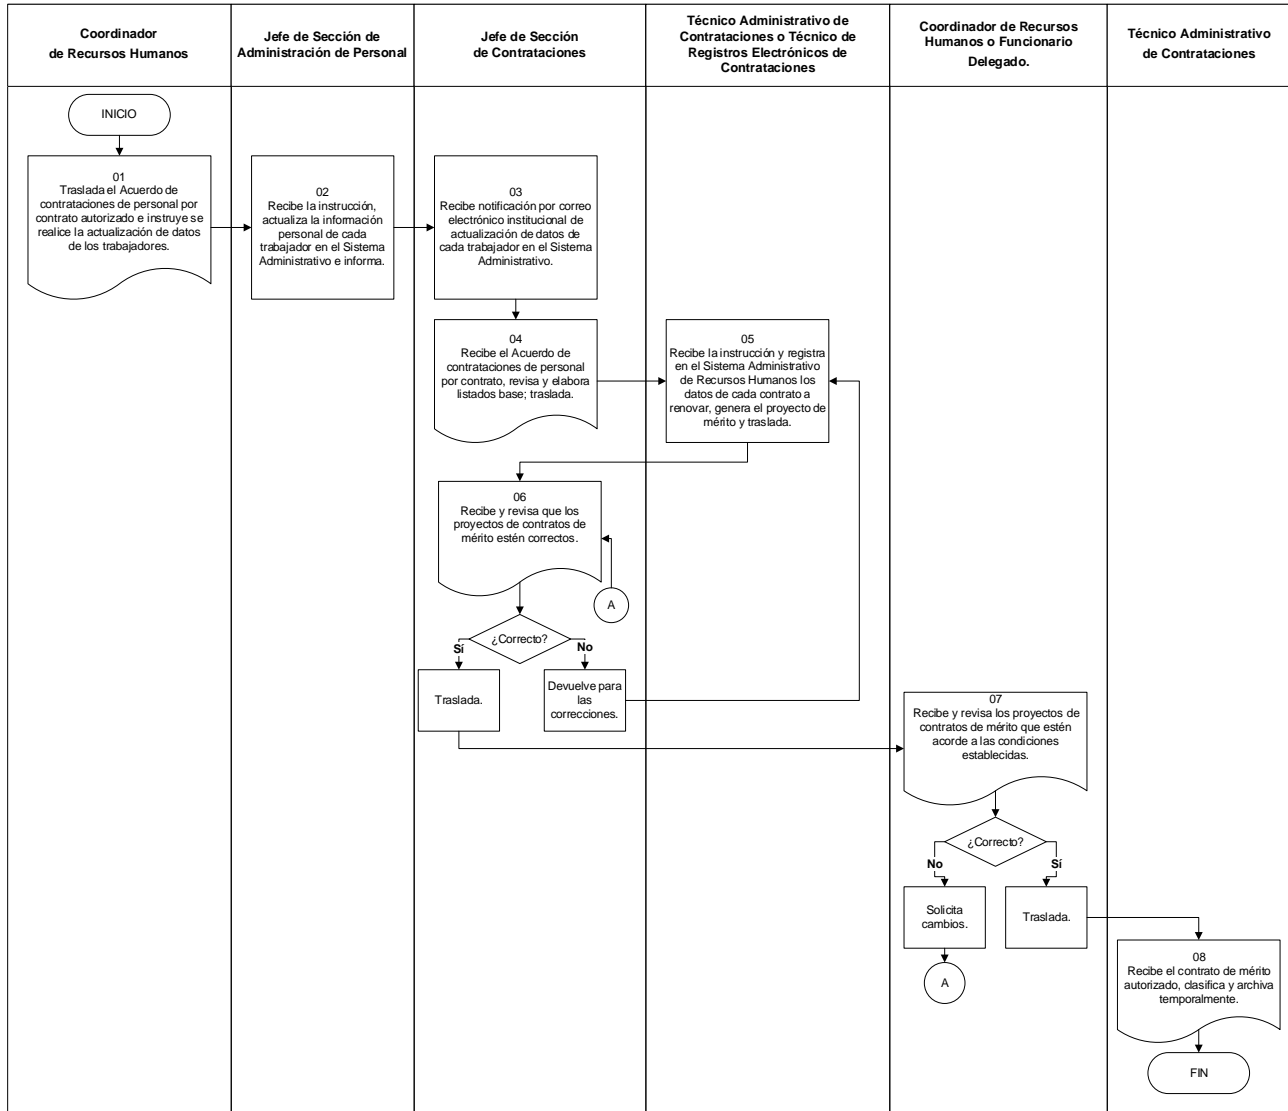 Coordinador
de Recursos Humanos
Jefe de Sección de
Administración de Personal
Jefe de Sección
de Contrataciones
Técnico Administrativo de
Contrataciones o Técnico de
Registros Electrónicos de
Contrataciones
Coordinador de Recursos
Humanos o Funcionario
Delegado.
Técnico Administrativo
de Contrataciones
INICIO
01
Traslada el Acuerdo de
contrataciones de personal por
contrato autorizado e instruye se
realice la actualización de datos
de los trabajadores.
02
Recibe la instrucción,
actualiza la información
personal de cada
trabajador en el Sistema
Administrativo e informa.
03
Recibe notificación por correo
electrónico institucional de
actualización de datos de
cada trabajador en el Sistema
Administrativo.
04
Recibe el Acuerdo de
contrataciones de personal
por contrato, revisa y elabora
listados base; traslada.
05
Recibe la instrucción y registra
en el Sistema Administrativo
de Recursos Humanos los
datos de cada contrato a
renovar, genera el proyecto de
mérito y traslada.
06
Recibe y revisa que los
proyectos de contratos de
mérito estén correctos.
A
¿Correcto?
Sí
No
Traslada.
Devuelve para
las
correcciones.
07
Recibe y revisa los proyectos de
contratos de mérito que estén
acorde a las condiciones
establecidas.
¿Correcto?
No
Sí
Solicita
cambios.
Traslada.
A
08
Recibe el contrato de mérito
autorizado, clasifica y archiva
temporalmente.
FIN